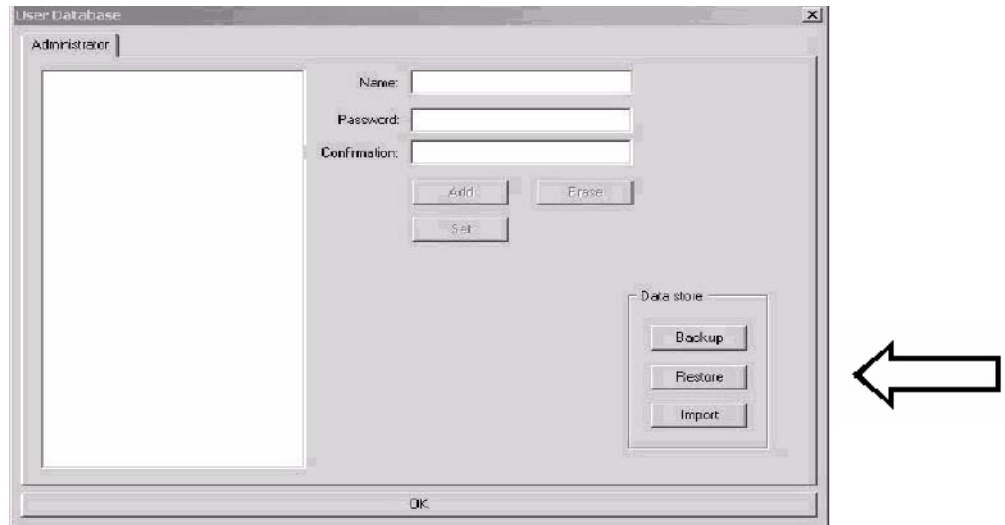 User Database
Administrator
Name:
Password:
Confirmation:
Add Erase
Set
Data store
Backup
Restore
Import
OK